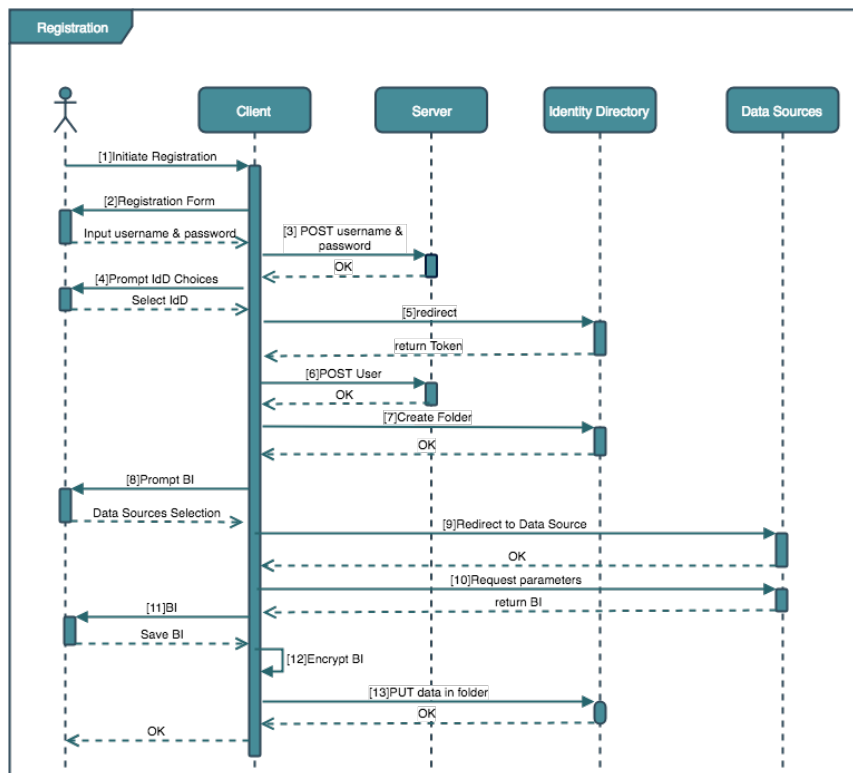 Registration
Client
Server
Identity Directory
Data Sources
[1]Initiate Registration
[2]Registration Form
Input username & password
[3] POST username &
password
OK
[4]Prompt IdD Choices
Select IdD
[5]redirect
return Token
[6]POST User
OK
[7]Create Folder
OK
[8]Prompt BI
Data Sources Selection
[9]Redirect to Data Source
OK
[10]Request parameters
return BI
[11]BI
Save BI
[12]Encrypt BI
[13]PUT data in folder
OK
OK